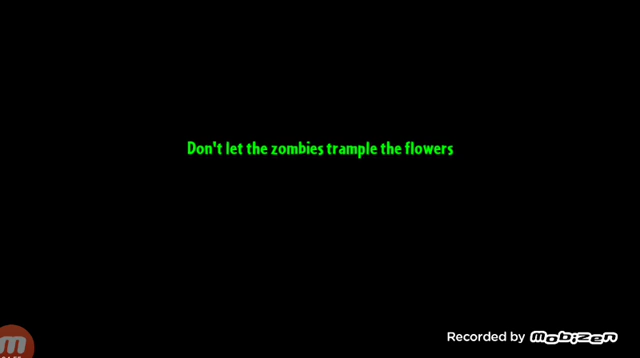 Don't let the zombies trample the flowers
Recorded by mobizen